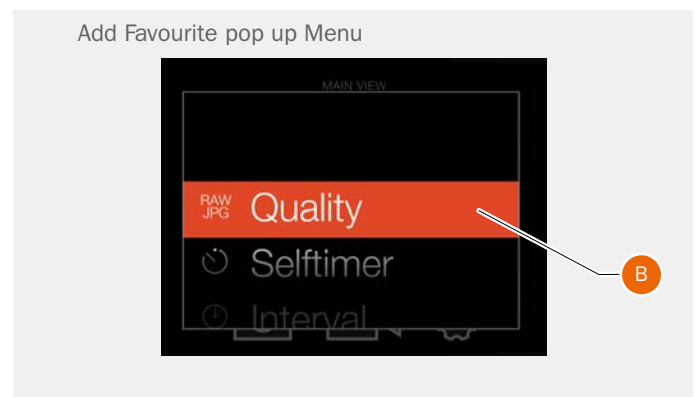 Add Favourite pop up Menu
MAIN VIEW
RAW
JPG
Quality
Selftimer
Interval
B